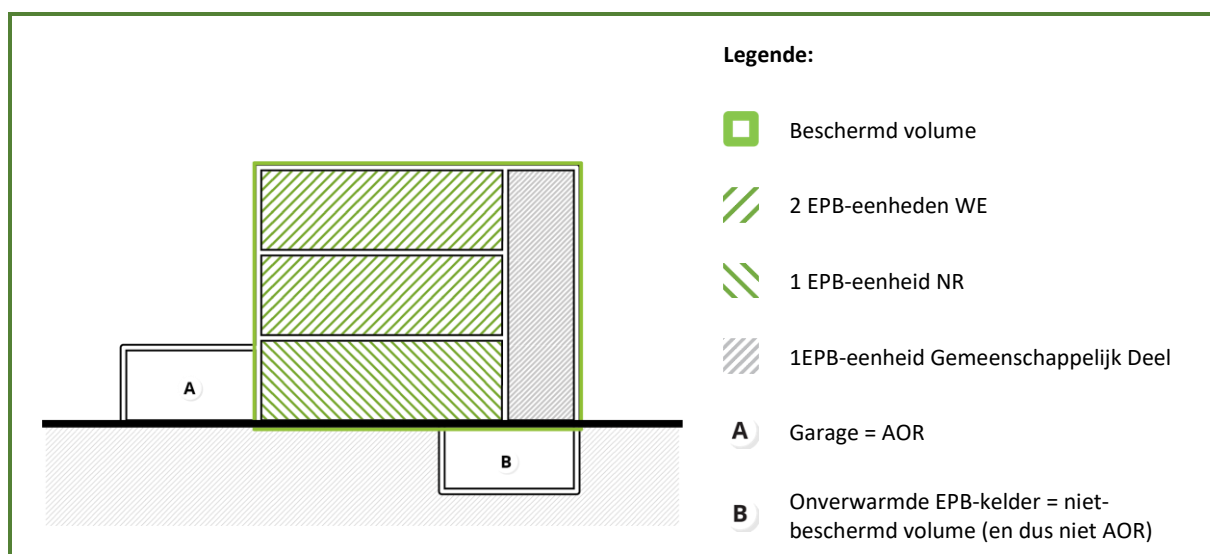 Legende:
Beschermd volume
2 EPB-eenheden WE
1 EPB-eenheid NR
1EPB-eenheid Gemeenschappelijk Deel
A
A Garage = AOR
B
B Onverwarmde EPB-kelder = niet-
beschermd volume (en dus niet AOR)